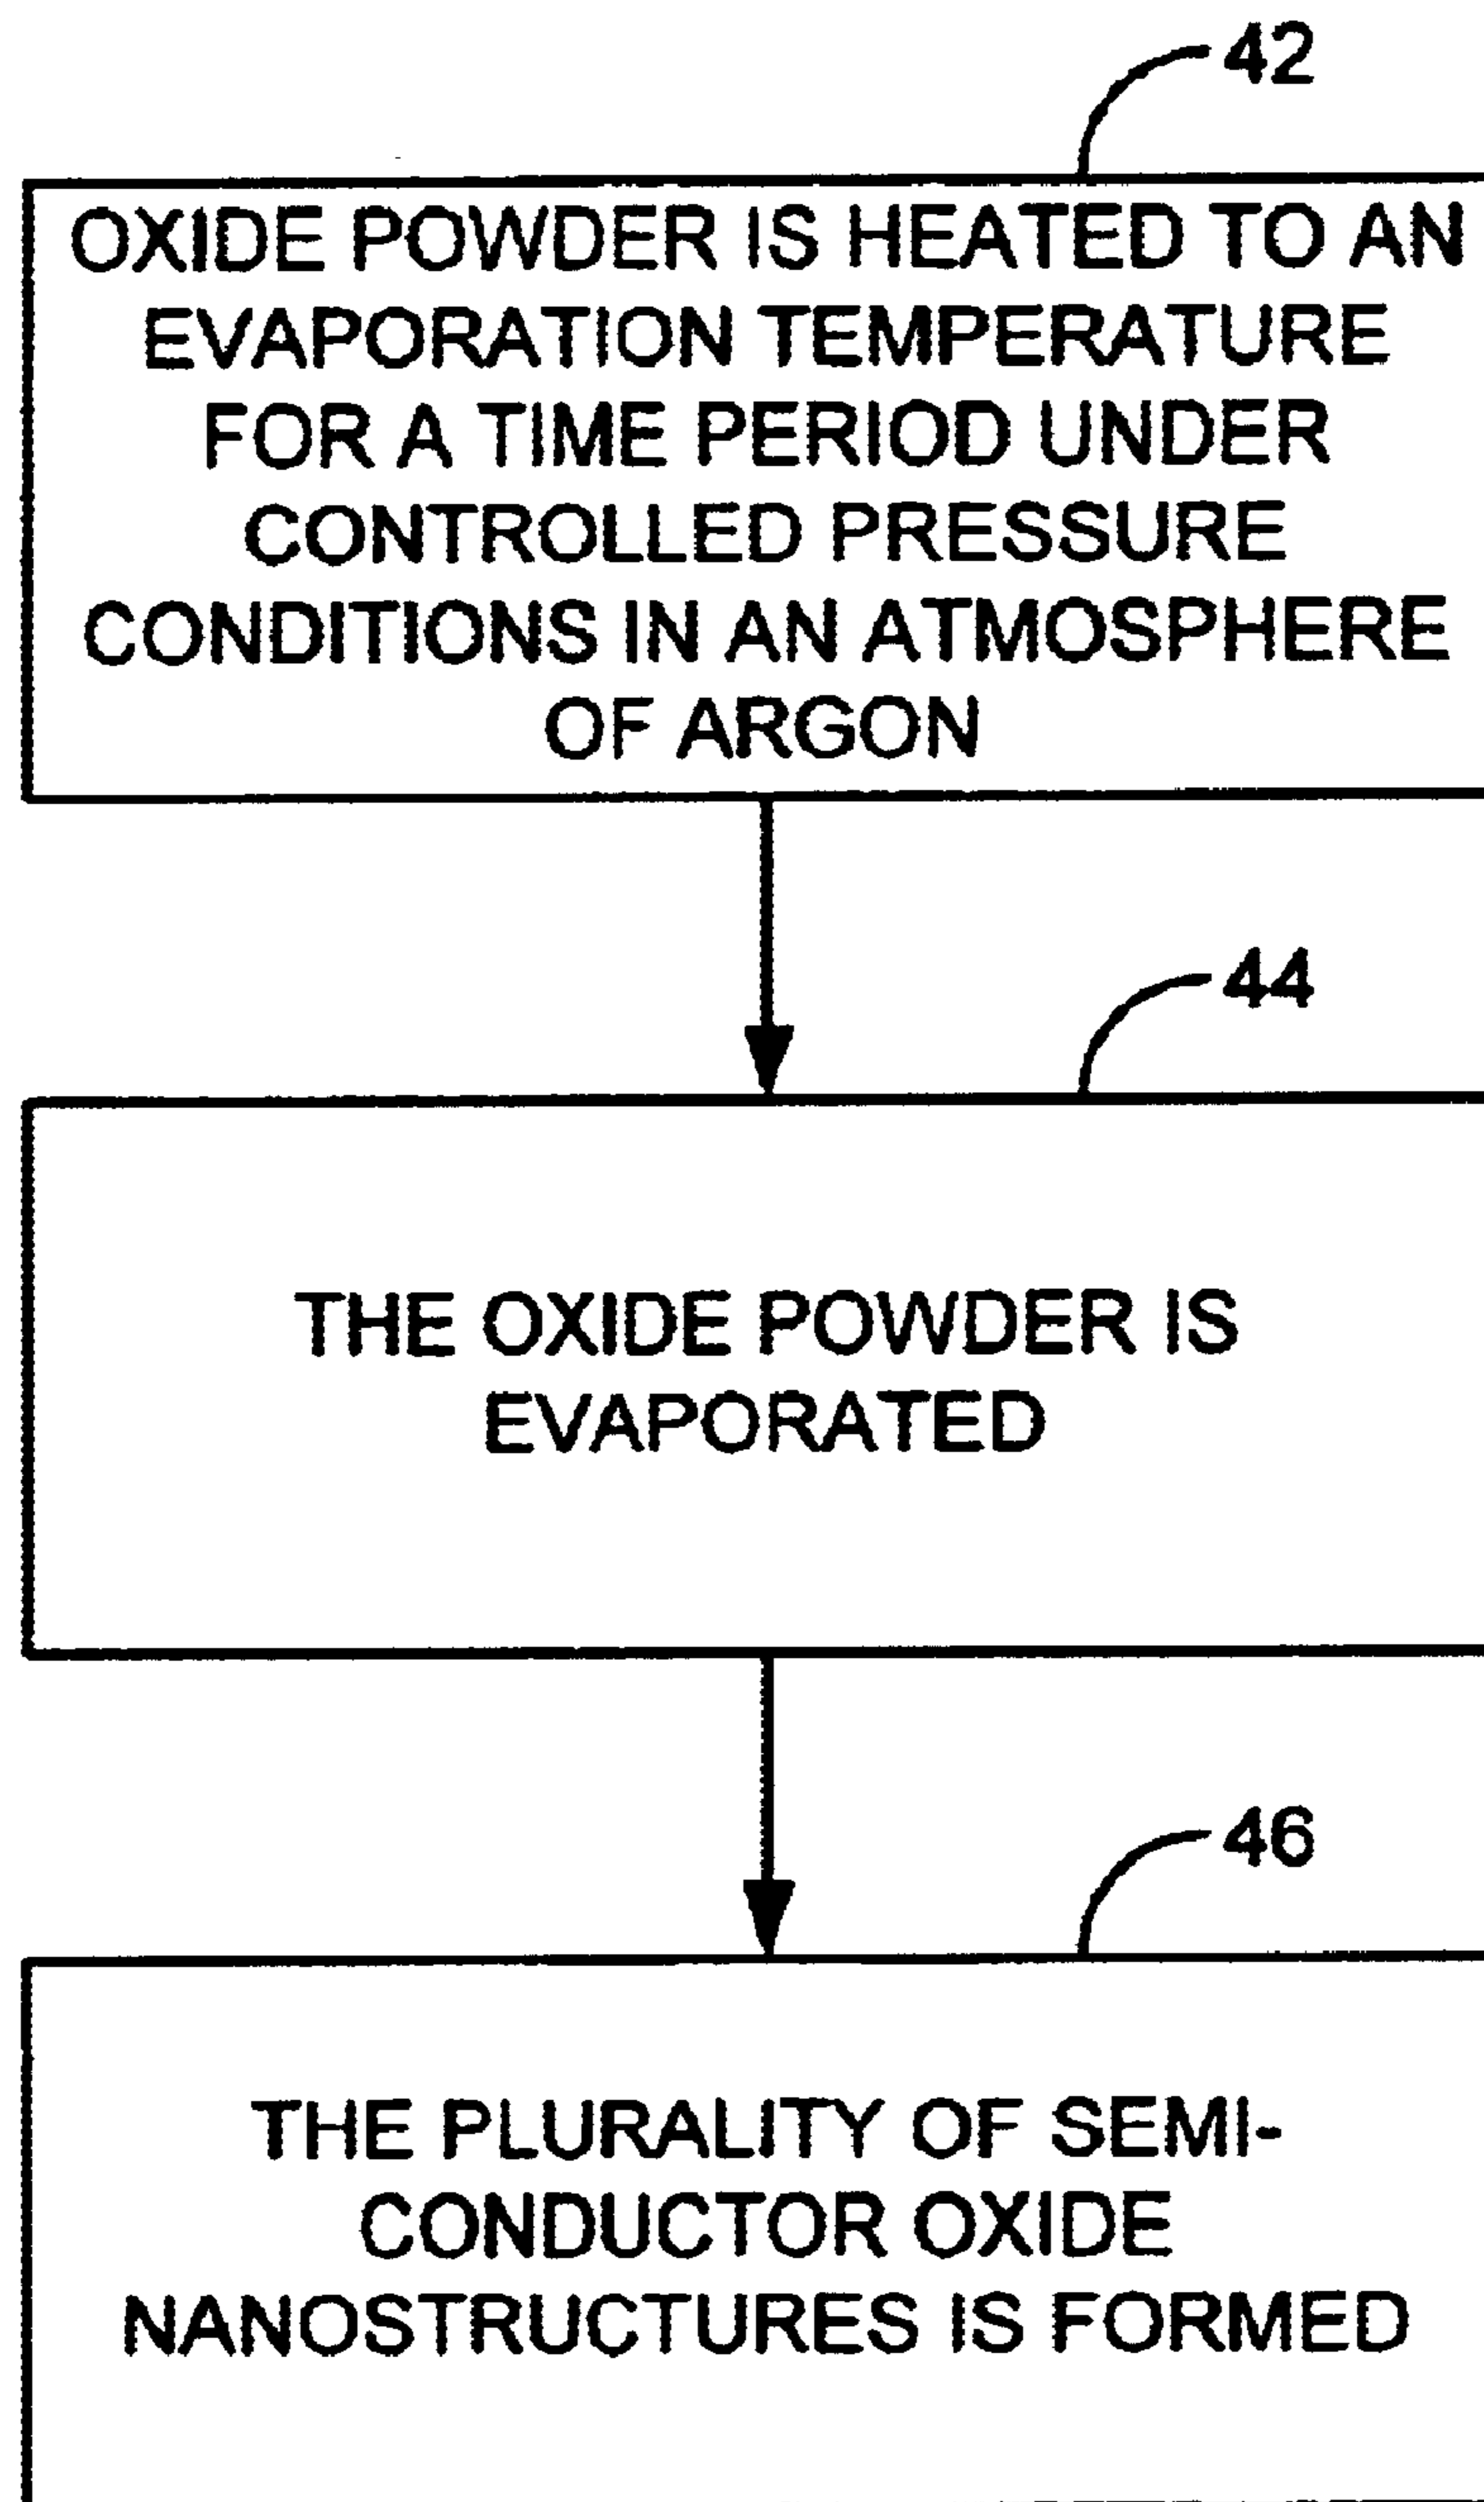 42
OXIDE POWDER IS HEATED TO AN
EVAPORATION TEMPERATURE
FOR A TIME PERIOD UNDER
CONTROLLED PRESSURE
CONDITIONS IN AN ATMOSPHERE
OF ARGON
44
THE OXIDE POWDER IS
EVAPORATED
46
THE PLURALITY OF SEMI-
CONDUCTOR OXIDE
NANOSTRUCTURES IS FORMED